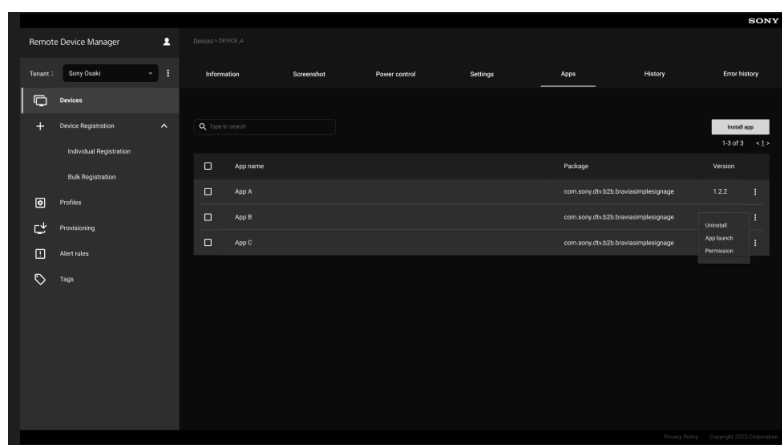 SONY
Remote Device Manager
Devices > DEVICE_A
Tenant : Sony Osaki
Information Screenshot Power control Settings Apps History Error history
Devices
Device Registration
Individual Registration
Bulk Registration
Profiles
Provisioning
Alert rules
Tags
Type to search
Install app
1-3 of 3 < 1 >
App name Package Version
App A com.sony.dtv.b2b.braviasimplesignage 1.2.2
App B com.sony.dtv.b2b.braviasimplesignage
App C com.sony.dtv.b2b.braviasimplesignage
Uninstall
App launch
Permission
Privacy Policy Copyright 2023 Corporation